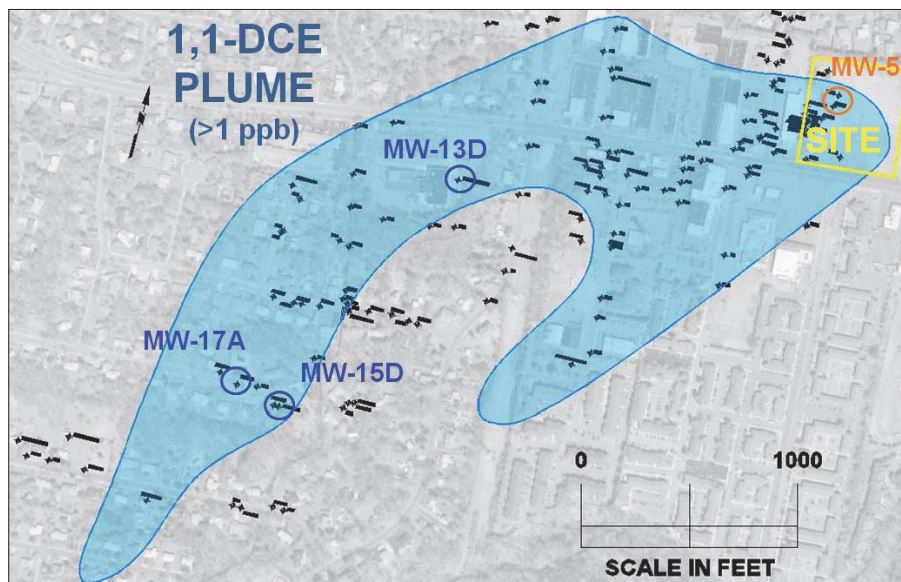 1,1-DCE
PLUME
(>1 ppb)
MW-5
SITE
MW-13D
MW-17A
MW-15D
0 1000
SCALE IN FEET